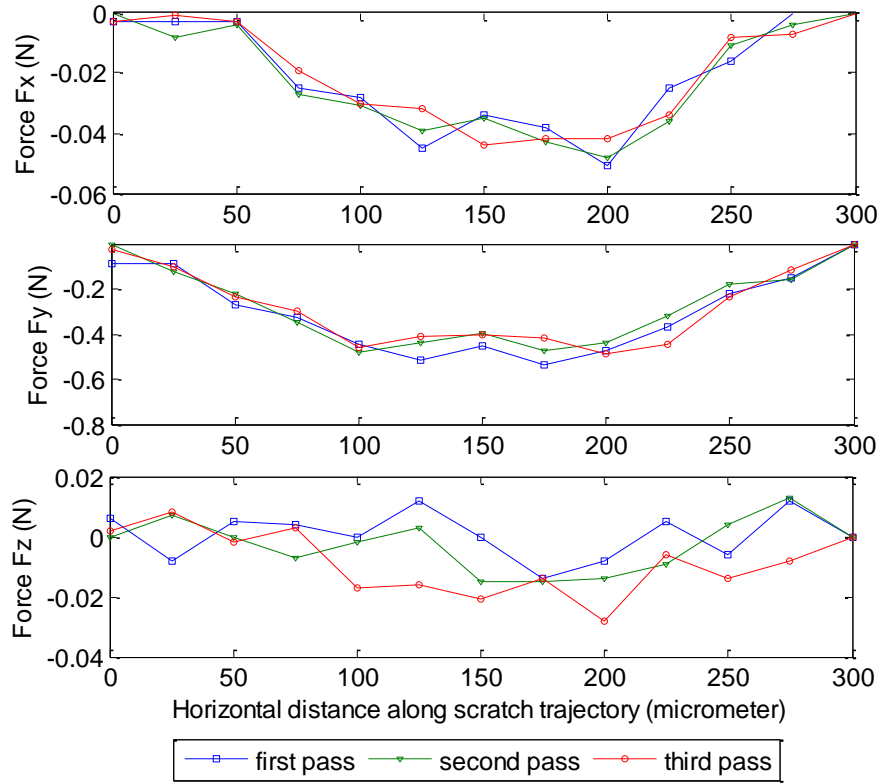 0
-0.02
-0.04
-0.06
Force Fx (N)
0 50 100 150 200 250 300
-0.2
-0.4
-0.6
-0.8
Force Fy (N)
0 50 100 150 200 250 300
0.02
0
-0.02
-0.04
Force Fz (N)
0 50 100 150 200 250 300
Horizontal distance along scratch trajectory (micrometer)
first pass second pass third pass